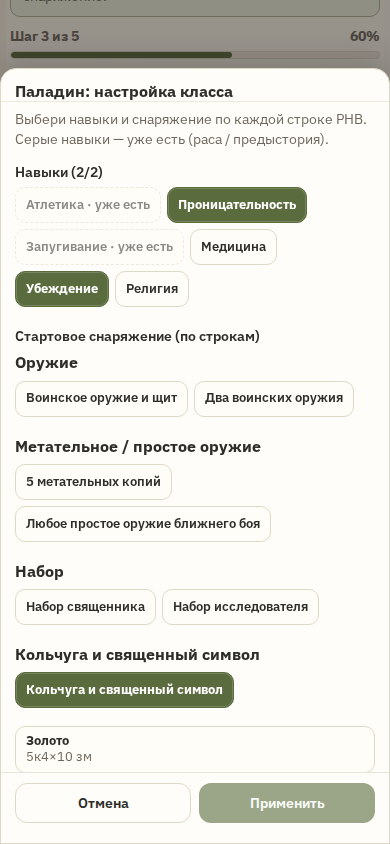 Шаг 3 из 5
60%
Паладин: настройка класса
Выбери навыки и снаряжение по каждой строке PHB.
Серые навыки — уже есть (раса / предыстория).
Навыки (2/2)
Атлетика · уже есть
Проницательность
Запугивание · уже есть
Медицина
Убеждение
Религия
Стартовое снаряжение (по строкам)
Оружие
Воинское оружие и щит
Два воинских оружия
Метательное / простое оружие
5 метательных копий
Любое простое оружие ближнего боя
Набор
Набор священника
Набор исследователя
Кольчуга и священный символ
Кольчуга и священный символ
Золото
5к4×10 зм
Отмена
Применить